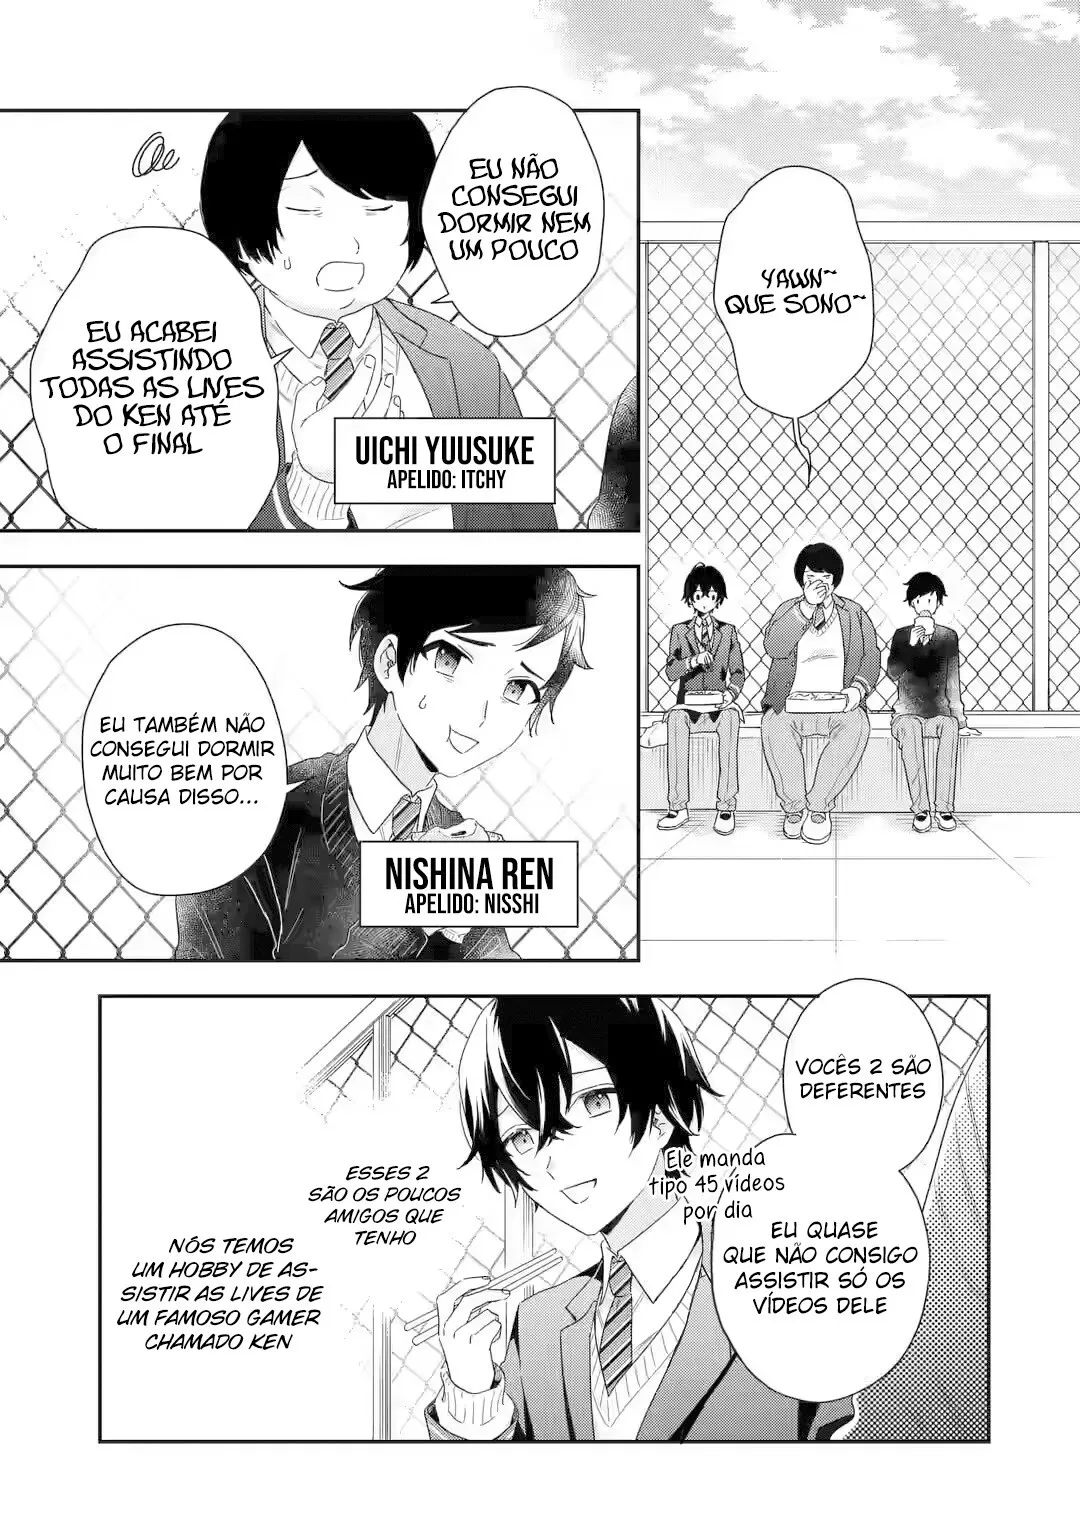 YAWN~
QUE SONO~
EU NÃO
CONSEGUI
DORMIR NEM
UM POUCO
EU ACABEI
ASSISTINDO
TODAS AS LIVES
DO KEN ATÉ
O FINAL
UICHI YUUSUKE
APELIDO: ITCHY
EU TAMBÉM NÃO
CONSEGUI DORMIR
MUITO BEM POR
CAUSA DISSO...
NISHINA REN
APELIDO: NISSHI
VOCÊS 2 SÃO
DEFERENTES
Ele manda
tipo 45 vídeos
por dia
EU QUASE
QUE NÃO CONSIGO
ASSISTIR SÓ OS
VÍDEOS DELE
ESSES 2
SÃO OS POUCOS
AMIGOS QUE
TENHO
NÓS TEMOS
UM HOBBY DE AS-
SISTIR AS LIVES DE
UM FAMOSO GAMER
CHAMADO KEN